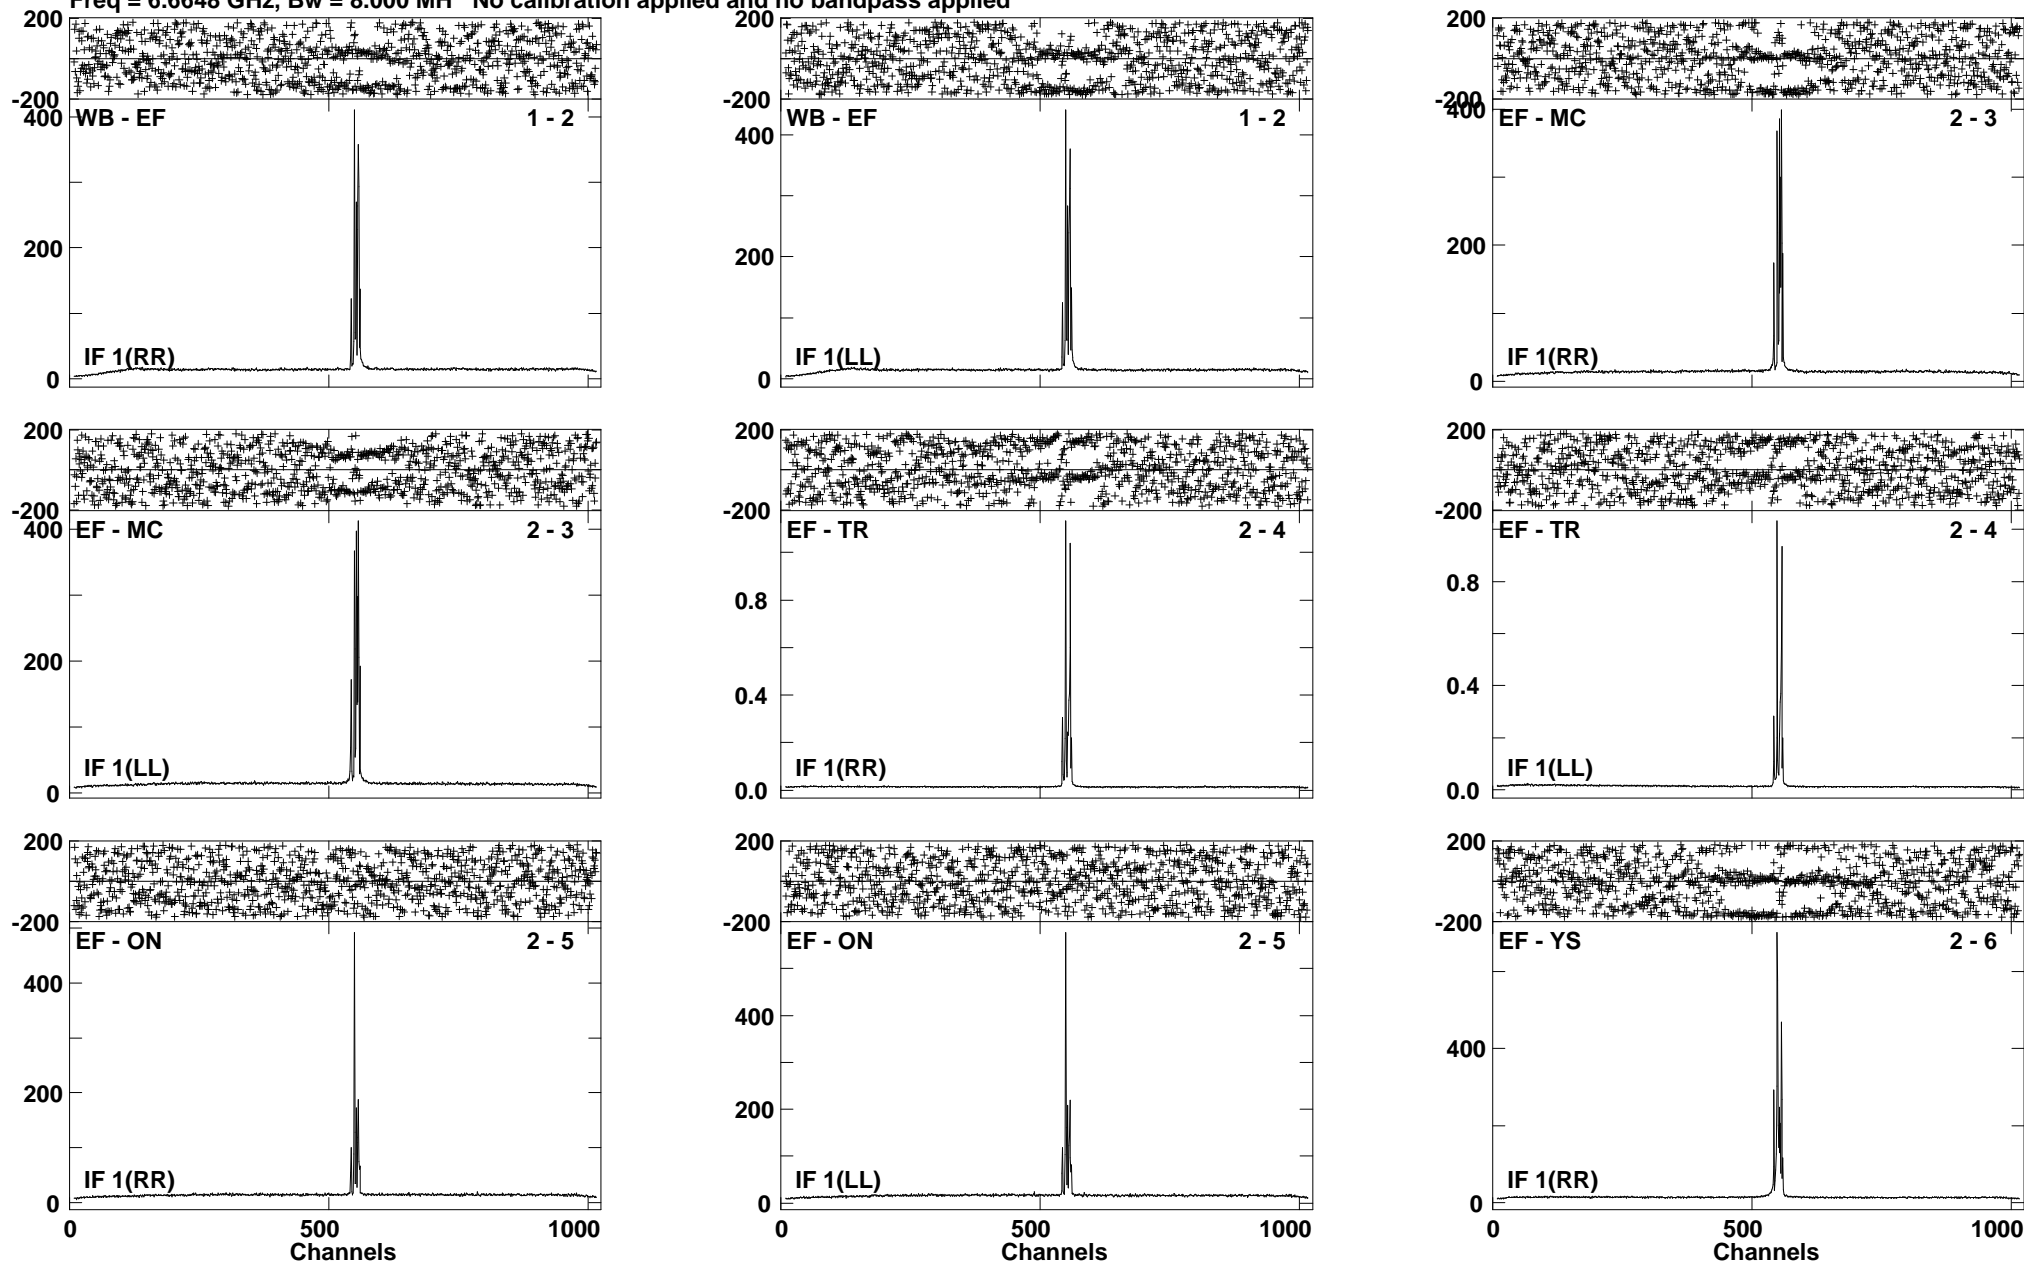 Freq = 6.6648 GHz, Bw = 8.000 MH No calibration applied and no bandpass applied
200 200 200
-200 -200 -200
400 WB - EF 1 - 2 WB - EF 1 - 2 400 EF - MC 2 - 3
400
200 200 200
IF 1(RR) IF 1(LL) IF 1(RR)
0 0 0
200 200 200
-200 -200 -200
400 EF - MC 2 - 3 EF - TR 2 - 4 EF - TR 2 - 4
0.8 0.8
200 0.4 0.4
IF 1(LL) IF 1(RR) IF 1(LL)
0 0.0 0.0
200 200 200
-200 -200 -200
EF - ON 2 - 5 EF - ON 2 - 5 EF - YS 2 - 6
400 400 400
200 200
IF 1(RR) IF 1(LL) IF 1(RR)
0 0 0
0 500 1000 0 500 1000 0 500 1000
Channels Channels Channels